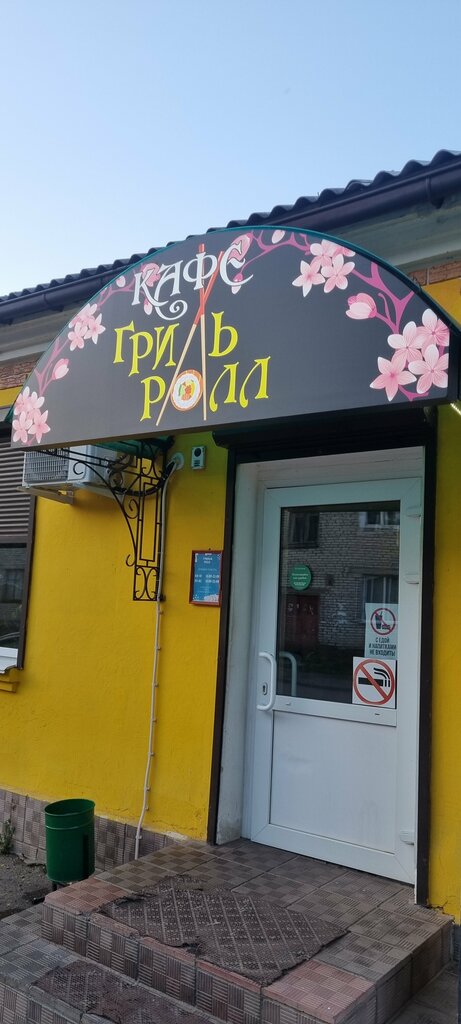 КАФЕ
ГРИЛЬ
РОЛЛ
С ЕДОЙ
И НАПИТКАМИ
НЕ ВХОДИТЬ